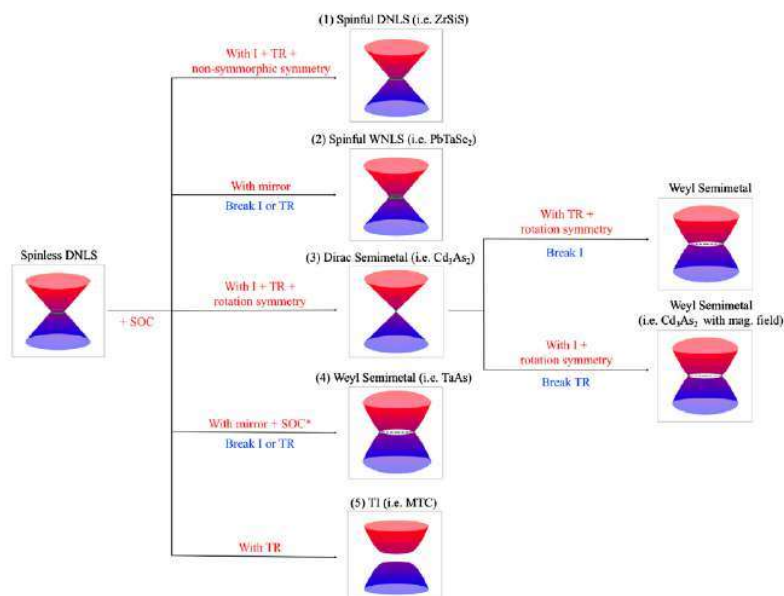 (1) Spinful DNLS (i.e. ZrSiS)
With I + TR +
non-symmorphic symmetry
(2) Spinful WNLS (i.e. PbTaSe₂)
With mirror
Break I or TR
Weyl Semimetal
With TR +
rotation symmetry
Break I
Spinless DNLS
+ SOC
With I + TR +
rotation symmetry
(3) Dirac Semimetal (i.e. Cd₃As₂)
Weyl Semimetal
(i.e. Cd₃As₂ with mag. field)
With I +
rotation symmetry
Break TR
(4) Weyl Semimetal (i.e. TaAs)
With mirror + SOC*
Break I or TR
(5) TI (i.e. MTC)
With TR